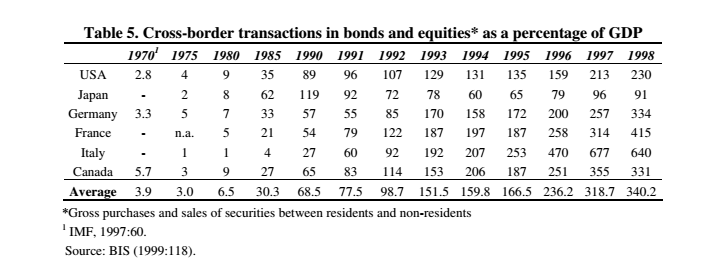 Table 5. Cross-border transactions in bonds and equities* as a percentage of GDP
1970¹ 1975 1980 1985 1990 1991 1992 1993 1994 1995 1996 1997 1998
USA 2.8 4 9 35 89 96 107 129 131 135 159 213 230
Japan - 2 8 62 119 92 72 78 60 65 79 96 91
Germany 3.3 5 7 33 57 55 85 170 158 172 200 257 334
France - n.a. 5 21 54 79 122 187 197 187 258 314 415
Italy - 1 1 4 27 60 92 192 207 253 470 677 640
Canada 5.7 3 9 27 65 83 114 153 206 187 251 355 331
Average 3.9 3.0 6.5 30.3 68.5 77.5 98.7 151.5 159.8 166.5 236.2 318.7 340.2
*Gross purchases and sales of securities between residents and non-residents
¹ IMF, 1997:60.
Source: BIS (1999:118).